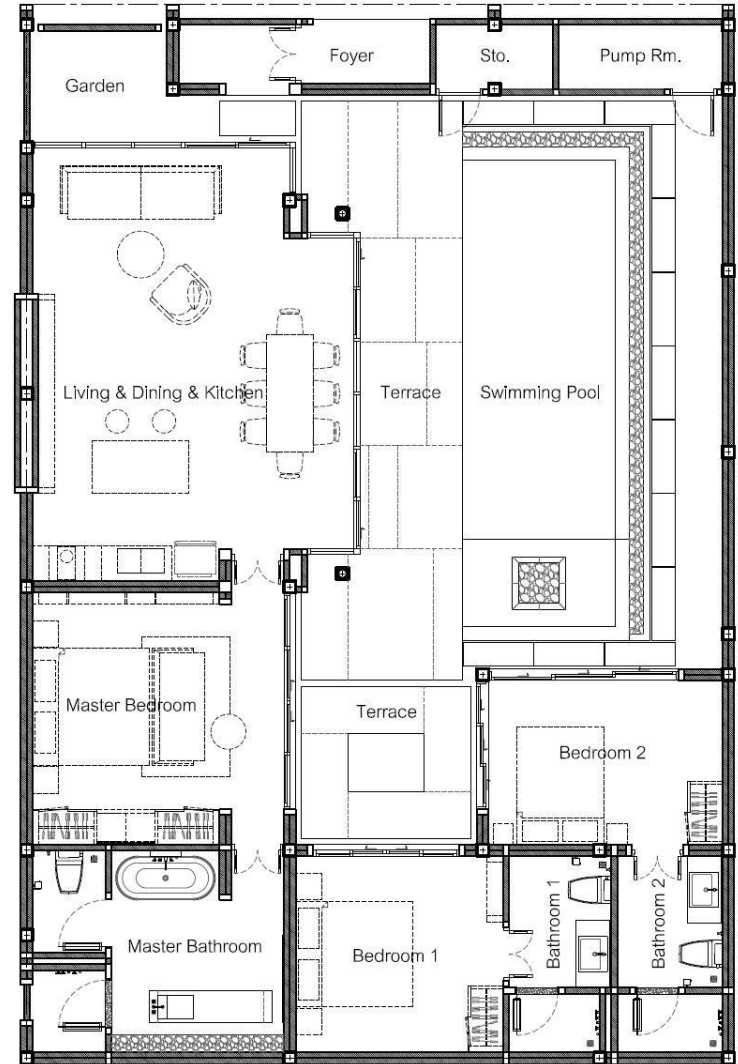 Foyer
Sto.
Pump Rm.
Garden
Living & Dining & Kitchen
Terrace
Swimming Pool
Master Bedroom
Terrace
Bedroom 2
Master Bathroom
Bedroom 1
Bathroom 1
Bathroom 2